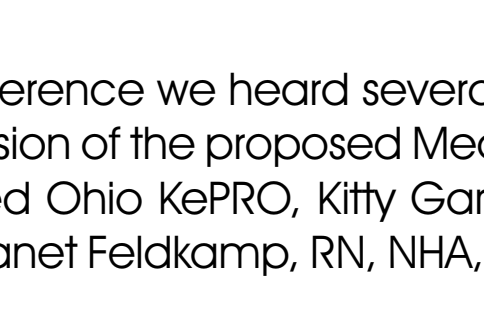 erence we heard severa
sion of the proposed Med
ed Ohio KePRO, Kitty Gar
anet Feldkamp, RN, NHA,